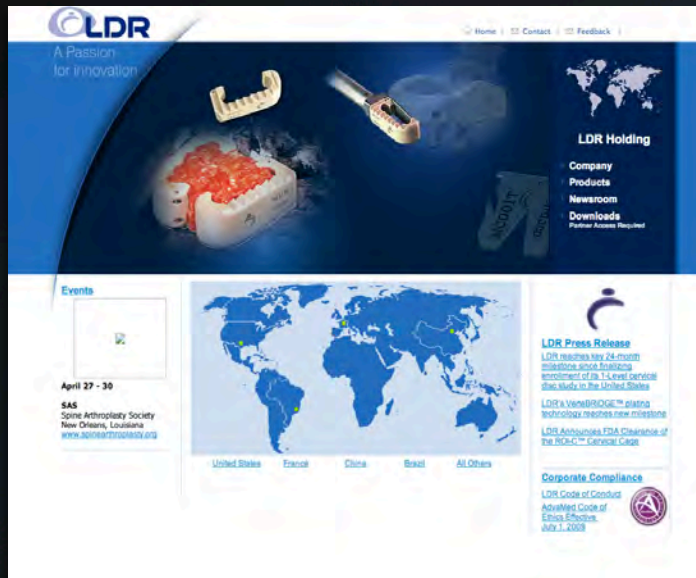 LDR
A Passion
for innovation
Home | Contact | Feedback |
LDR Holding
Company
Products
Newsroom
Downloads
Partner Access Required
Events
April 27 - 30
SAS
Spine Arthroplasty Society
New Orleans, Louisiana
www.spinearthroplasty.org
United States France China Brazil All Others
LDR Press Release
LDR reaches key 24-month
milestone since finalizing
enrollment of its 1-Level cervical
disc study in the United States
LDR's VerteBRIDGE™ plating
technology reaches new milestone
LDR Announces FDA Clearance of
the ROI-C™ Cervical Cage
Corporate Compliance
LDR Code of Conduct
AdvaMed Code of
Ethics Effective
July 1, 2009